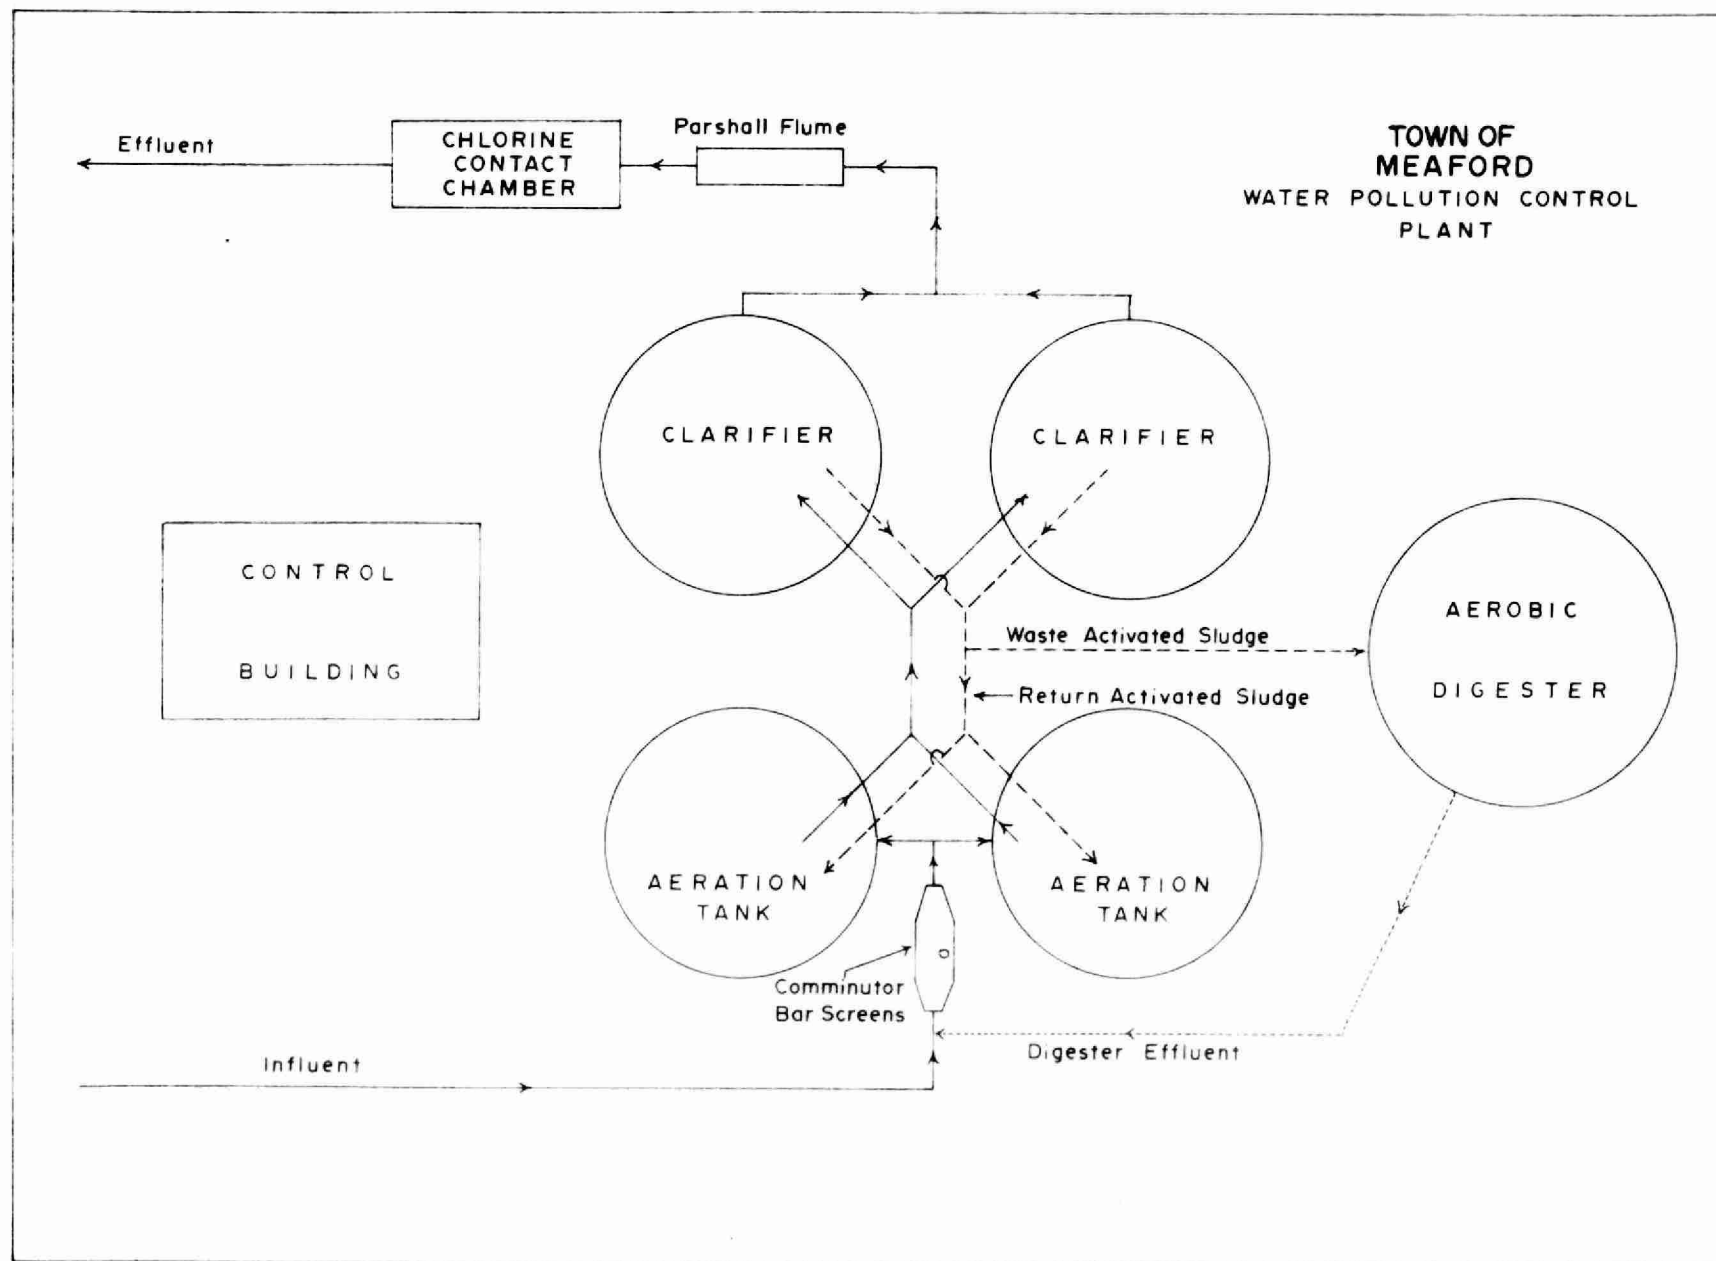 Effluent
CHLORINE
CONTACT
CHAMBER
Parshall Flume
TOWN OF
MEAFORD
WATER POLLUTION CONTROL
PLANT
CLARIFIER
CLARIFIER
CONTROL
BUILDING
AEROBIC
DIGESTER
Waste Activated Sludge
Return Activated Sludge
AERATION
TANK
AERATION
TANK
Comminutor
Bar Screens
Digester Effluent
Influent